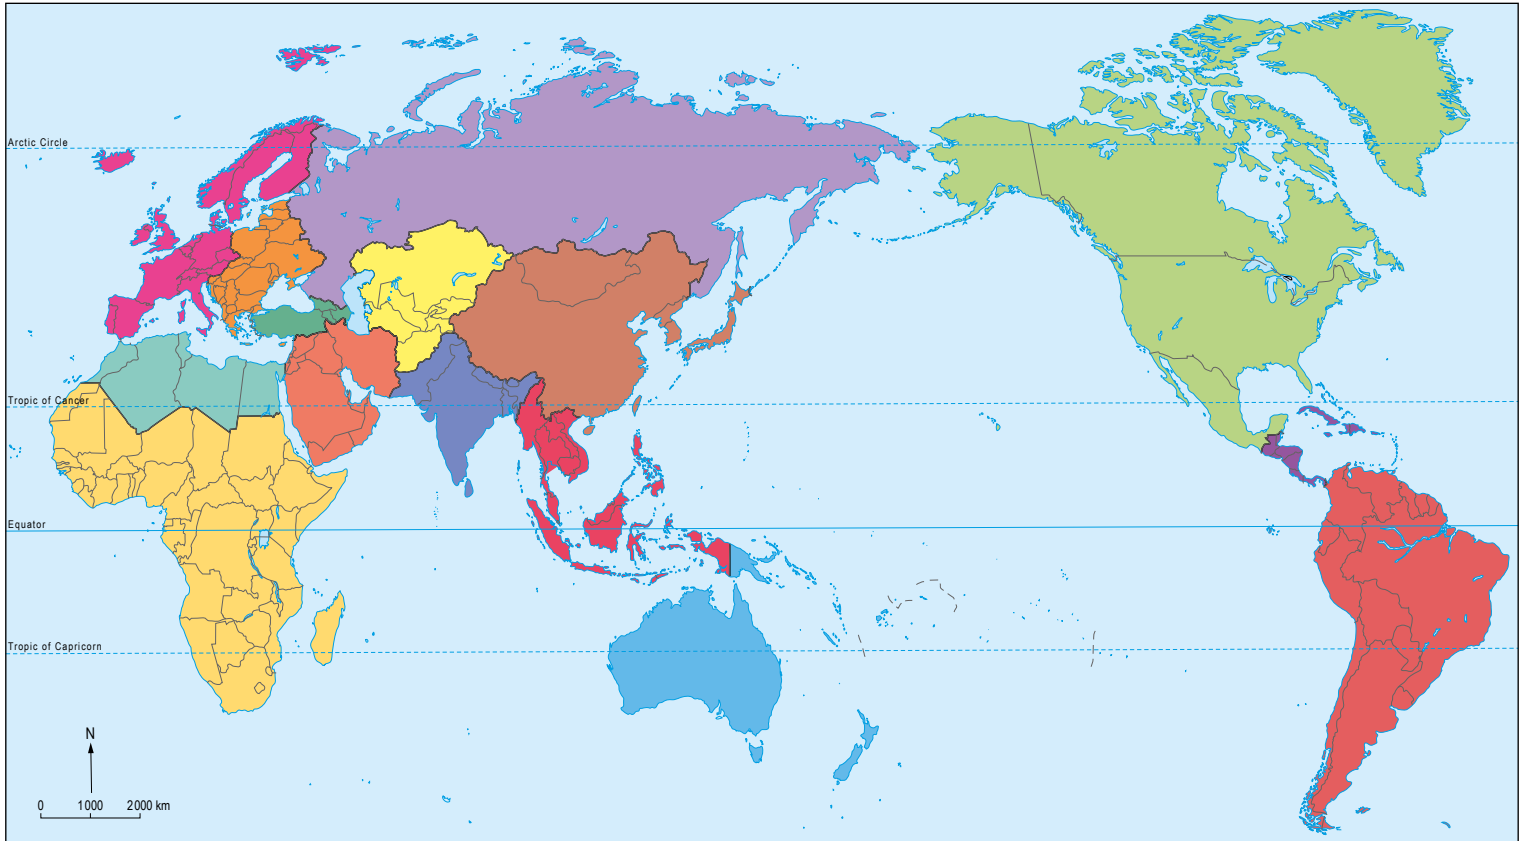 Arctic Circle
Tropic of Cancer
Equator
Tropic of Capricorn
N
0 1000 2000 km